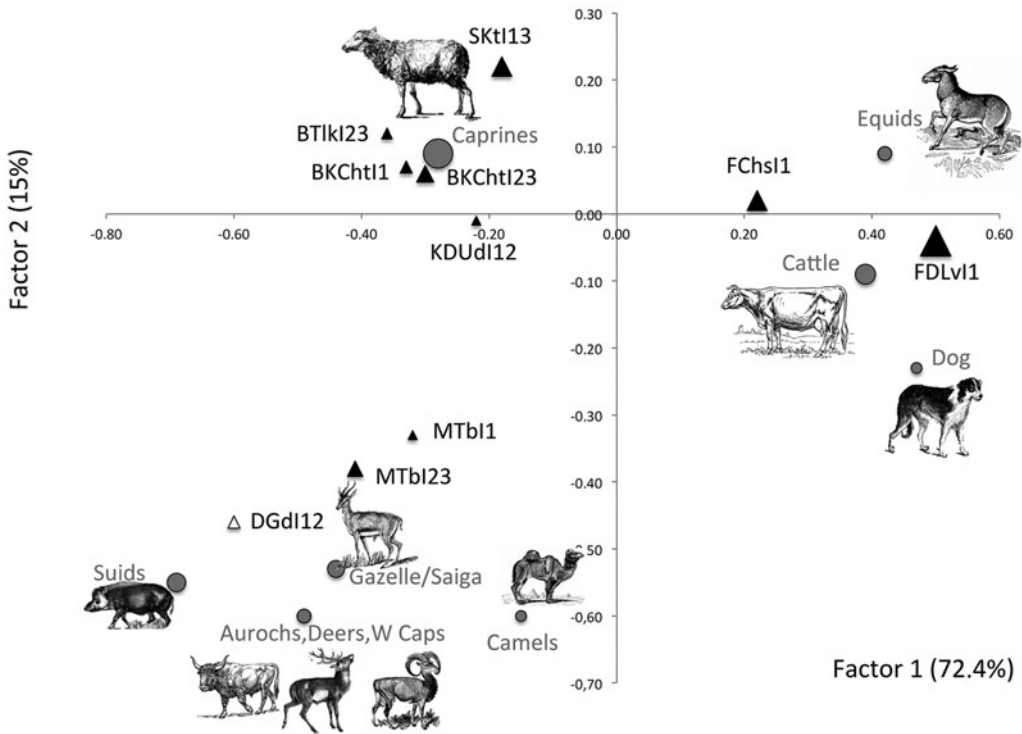 0.30
SKtI13
0.20
Equids
BTlkI23
Caprines
0.10
BKChtI1
BKChtI23
FChsI1
0.00
-0.80
-0.60
-0.40
-0.20
0.00
0.20
0.40
0.60
KDUdI12
FDLvI1
Cattle
-0.10
Factor 2 (15%)
-0.20
Dog
-0.30
MTbI1
MTbI23
-0.40
DGdI12
Suids
Gazelle/Saiga
-0.60
Aurochs,Deers,W Caps
Camels
Factor 1 (72.4%)
-0,70